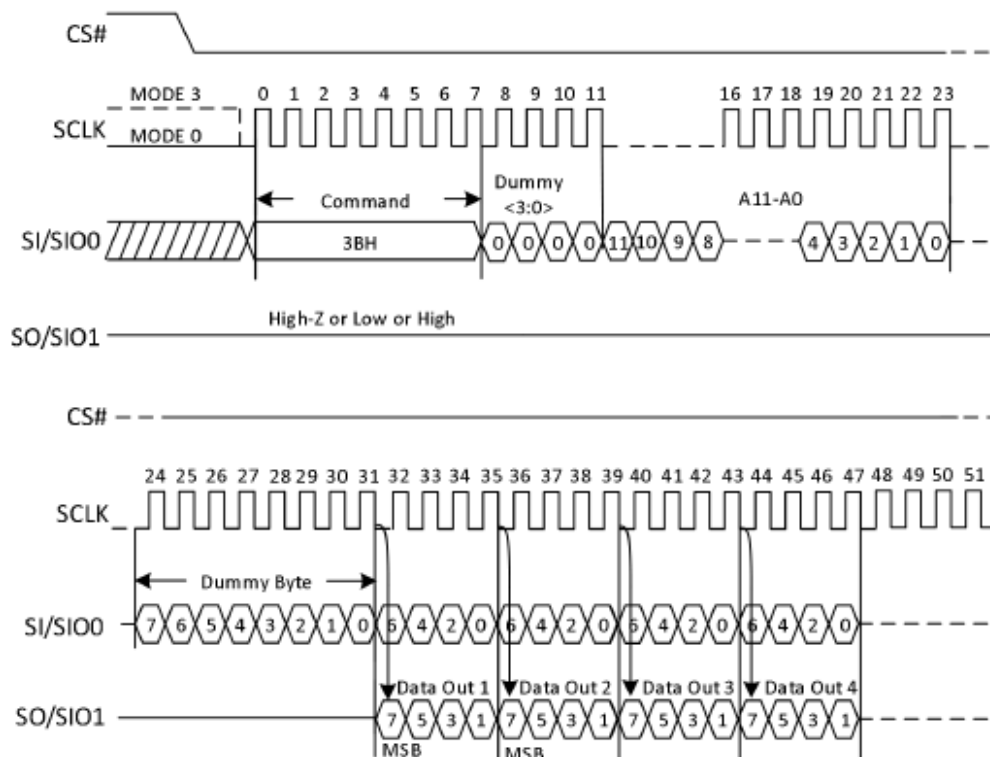 CS#
MODE 3
0 1 2 3 4 5 6 7 8 9 10 11 16 17 18 19 20 21 22 23
SCLK
MODE 0
Command
Dummy
<3:0>
A11-A0
SI/SIO0
3BH
0 0 0 0 11 10 9 8 4 3 2 1 0
High-Z or Low or High
SO/SIO1
CS#
24 25 26 27 28 29 30 31 32 33 34 35 36 37 38 39 40 41 42 43 44 45 46 47 48 49 50 51
SCLK
Dummy Byte
SI/SIO0
7 6 5 4 3 2 1 0 6 4 2 0 6 4 2 0 6 4 2 0 6 4 2 0
Data Out 1 Data Out 2 Data Out 3 Data Out 4
SO/SIO1
7 5 3 1 7 5 3 1 7 5 3 1 7 5 3 1
MSB MSB